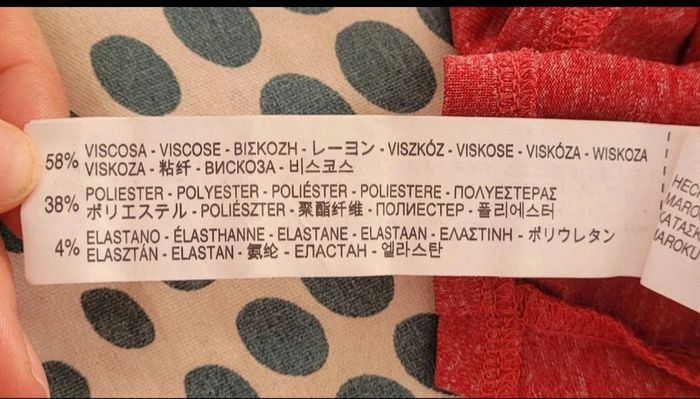 58% VISCOSA - VISCOSE - ΒΙΣΚΟΖΗ - レーヨン - VISZKÓZ - VISKOSE - VISKÓZA - WISKOZA
VISKOZA - 粘纤 - ВИСКОЗА - 비스코스
38% POLIESTER - POLYESTER - POLIÉSTER - POLIESTERE - ΠΟΛΥΕΣΤΕΡΑΣ
ポリエステル - POLIÉSZTER - 聚酯纤维 - ПОЛИЕСТЕР - 폴리에스터
4% ELASTANO - ÉLASTHANNE - ELASTANE - ELASTAAN - ΕΛΑΣΤΙΝΗ - ポリウレタン
ELASZTÁN - ELASTAN - 氨纶 - ЕЛАСТАН - 엘라스탄